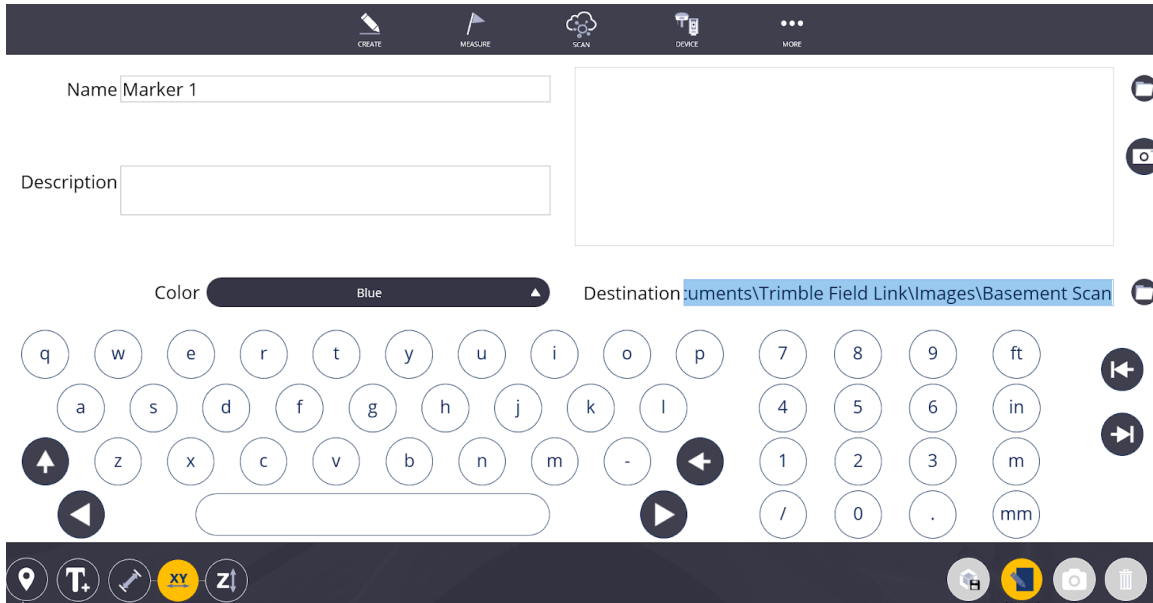 CREATE MEASURE SCAN DEVICE MORE
Name Marker 1
Description
Color Blue
Destination :uments\Trimble Field Link\Images\Basement Scan
q w e r t y u i o p 7 8 9 ft
a s d f g h j k l 4 5 6 in
z x c v b n m - 1 2 3 m
/ 0 . mm
T+ XY Z